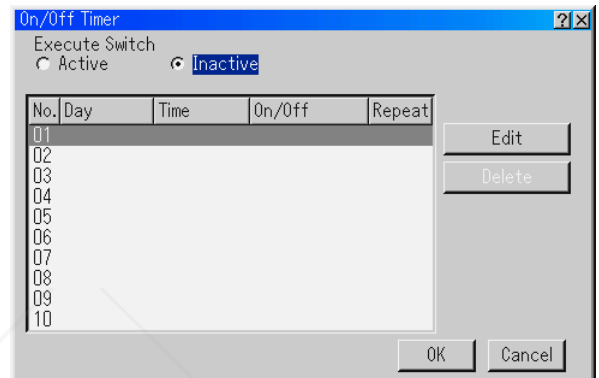 On/Off Timer ? ×
Execute Switch
Active Inactive
No. Day Time On/Off Repeat
01
Edit
02
03
Delete
04
05
06
07
08
09
10
OK Cancel